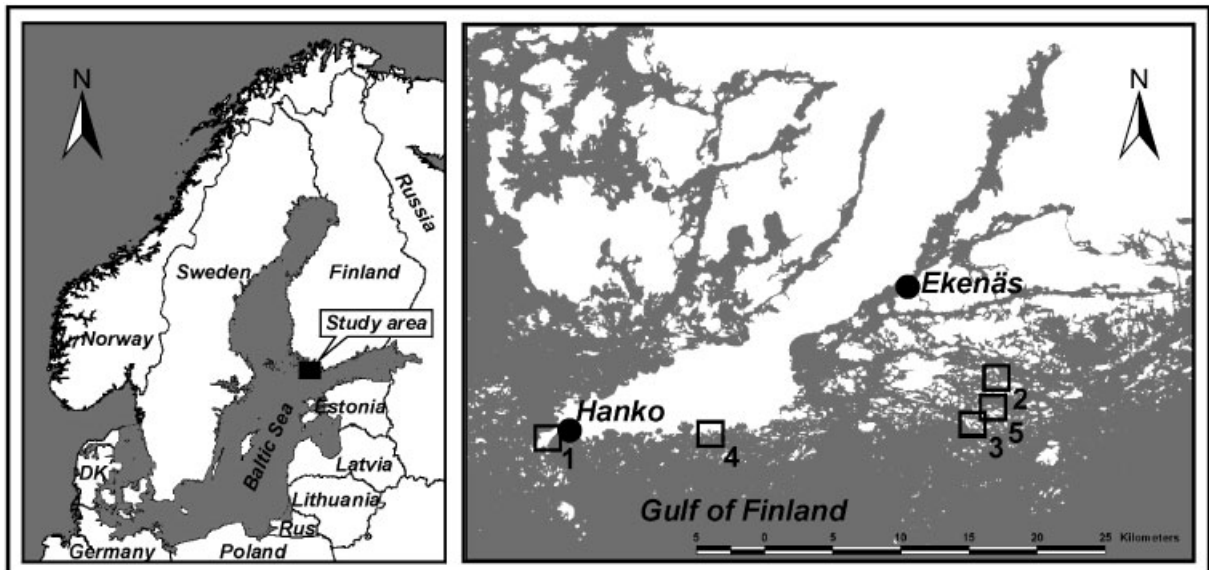 N
Russia
Sweden
Finland
Study area
Norway
Estonia
Baltic Sea
DK
Latvia
Lithuania
Rus
Germany
Poland
N
Ekenäs
Hanko
2
5
1
4
3
Gulf of Finland
5 0 5 10 15 20 25 Kilometers